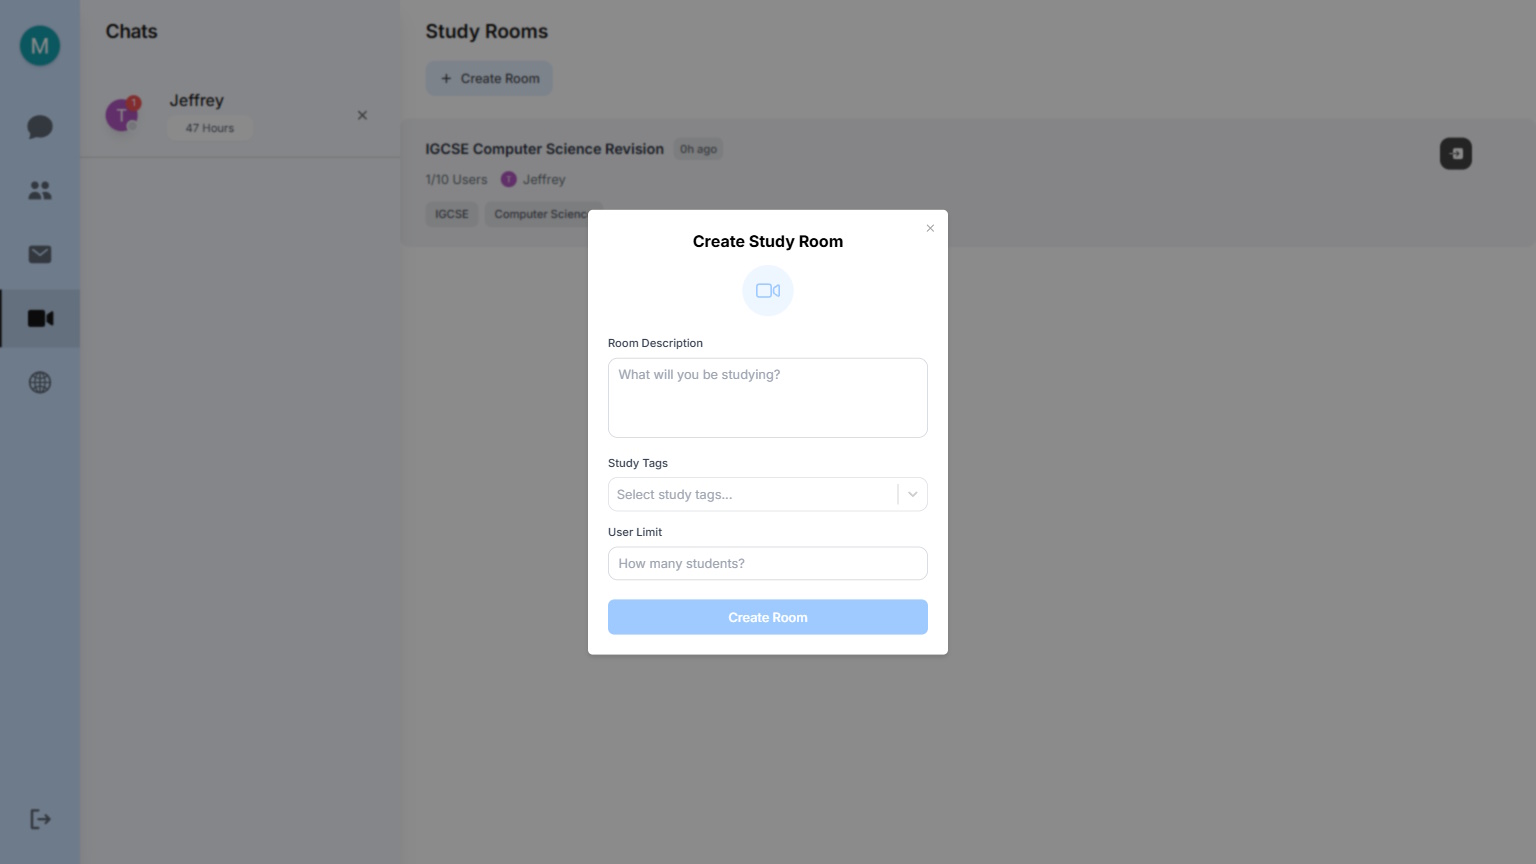 M
Chats
T
1
Jeffrey
47 Hours
Study Rooms
+ Create Room
IGCSE Computer Science Revision
0h ago
1/10 Users
T
Jeffrey
IGCSE
Computer Scienc
Create Study Room
Room Description
What will you be studying?
Study Tags
Select study tags...
User Limit
How many students?
Create Room